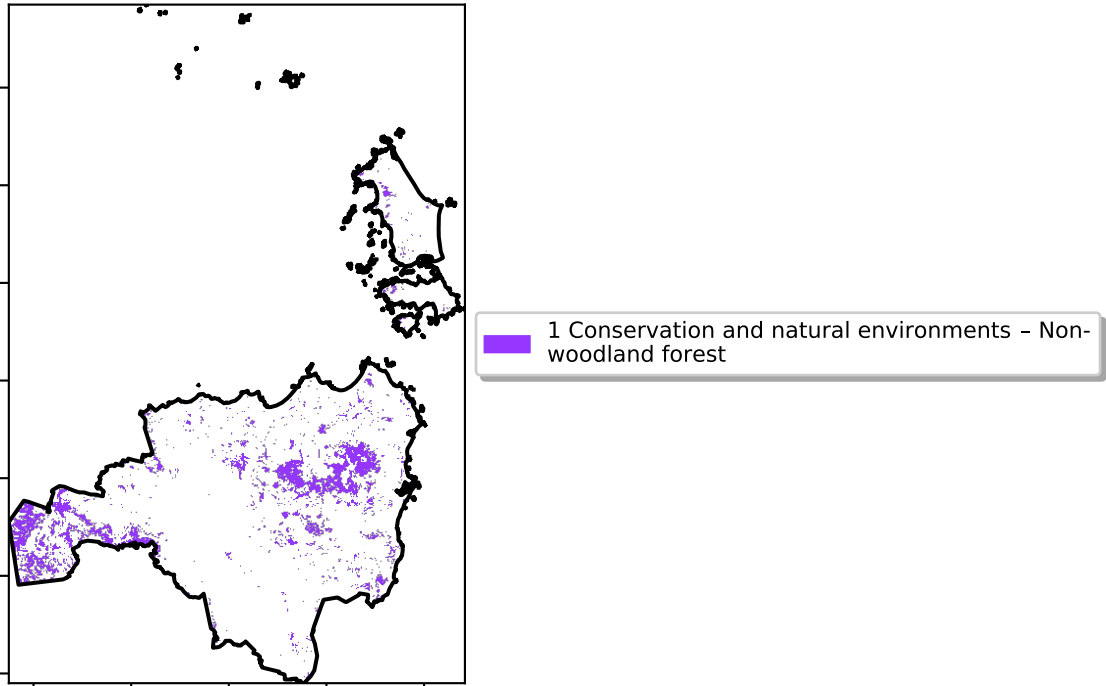 1 Conservation and natural environments – Non-
woodland forest